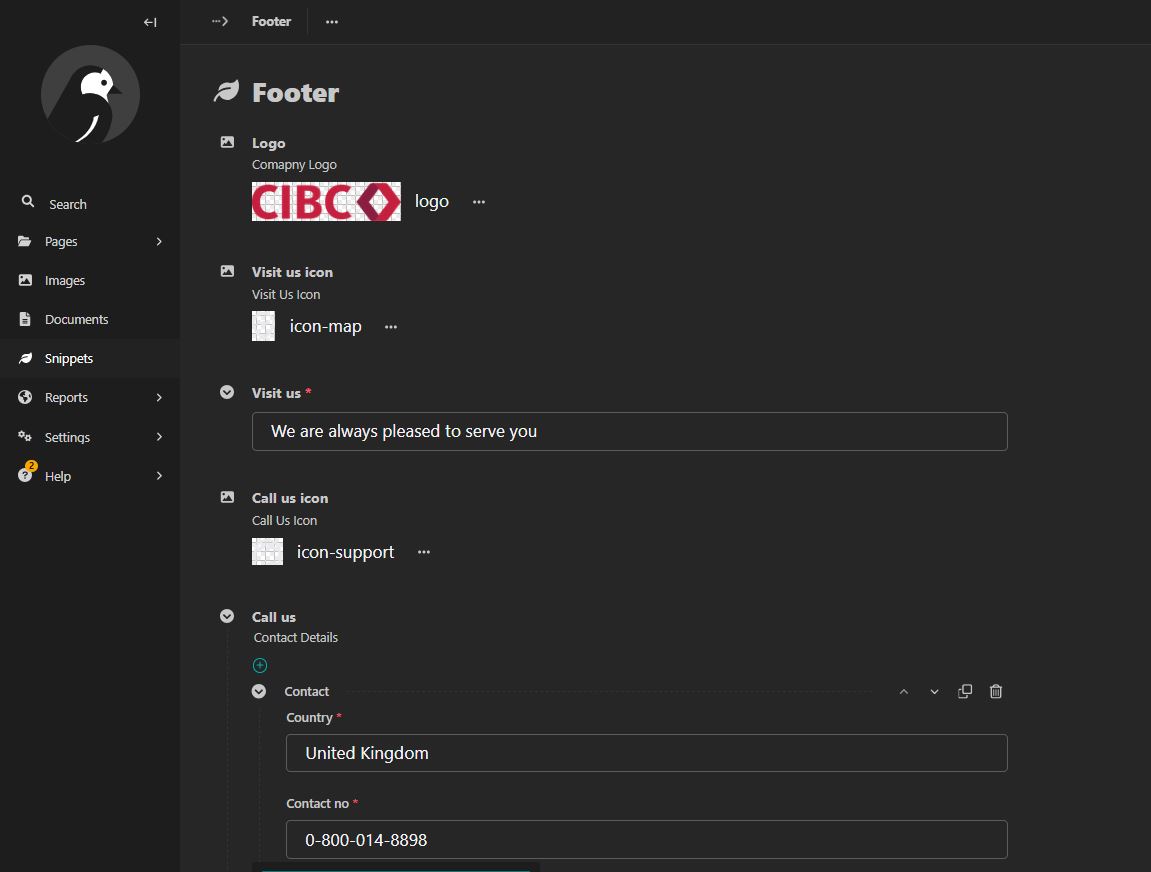 Footer
...
Footer
Logo
Comapny Logo
CIBC
logo
...
Search
Pages
Visit us icon
Images
Visit Us Icon
Documents
icon-map
...
Snippets
Reports
Visit us *
Settings
We are always pleased to serve you
2
? Help
Call us icon
Call Us Icon
icon-support
...
Call us
Contact Details
Contact
Country *
United Kingdom
Contact no *
0-800-014-8898